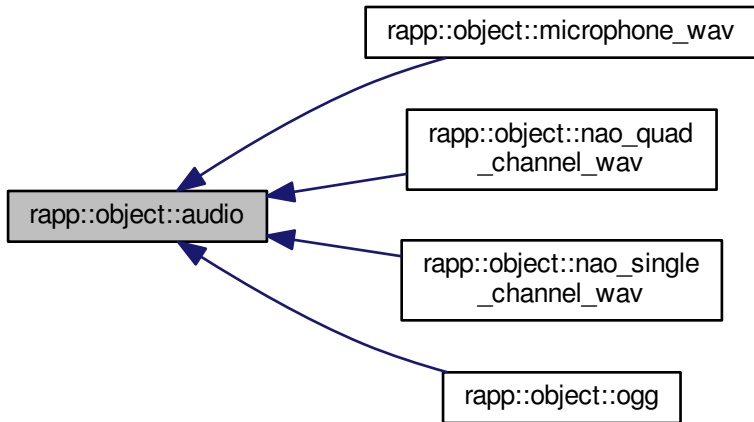 rapp::object::microphone_wav
rapp::object::nao_quad
_channel_wav
rapp::object::audio
rapp::object::nao_single
_channel_wav
rapp::object::ogg